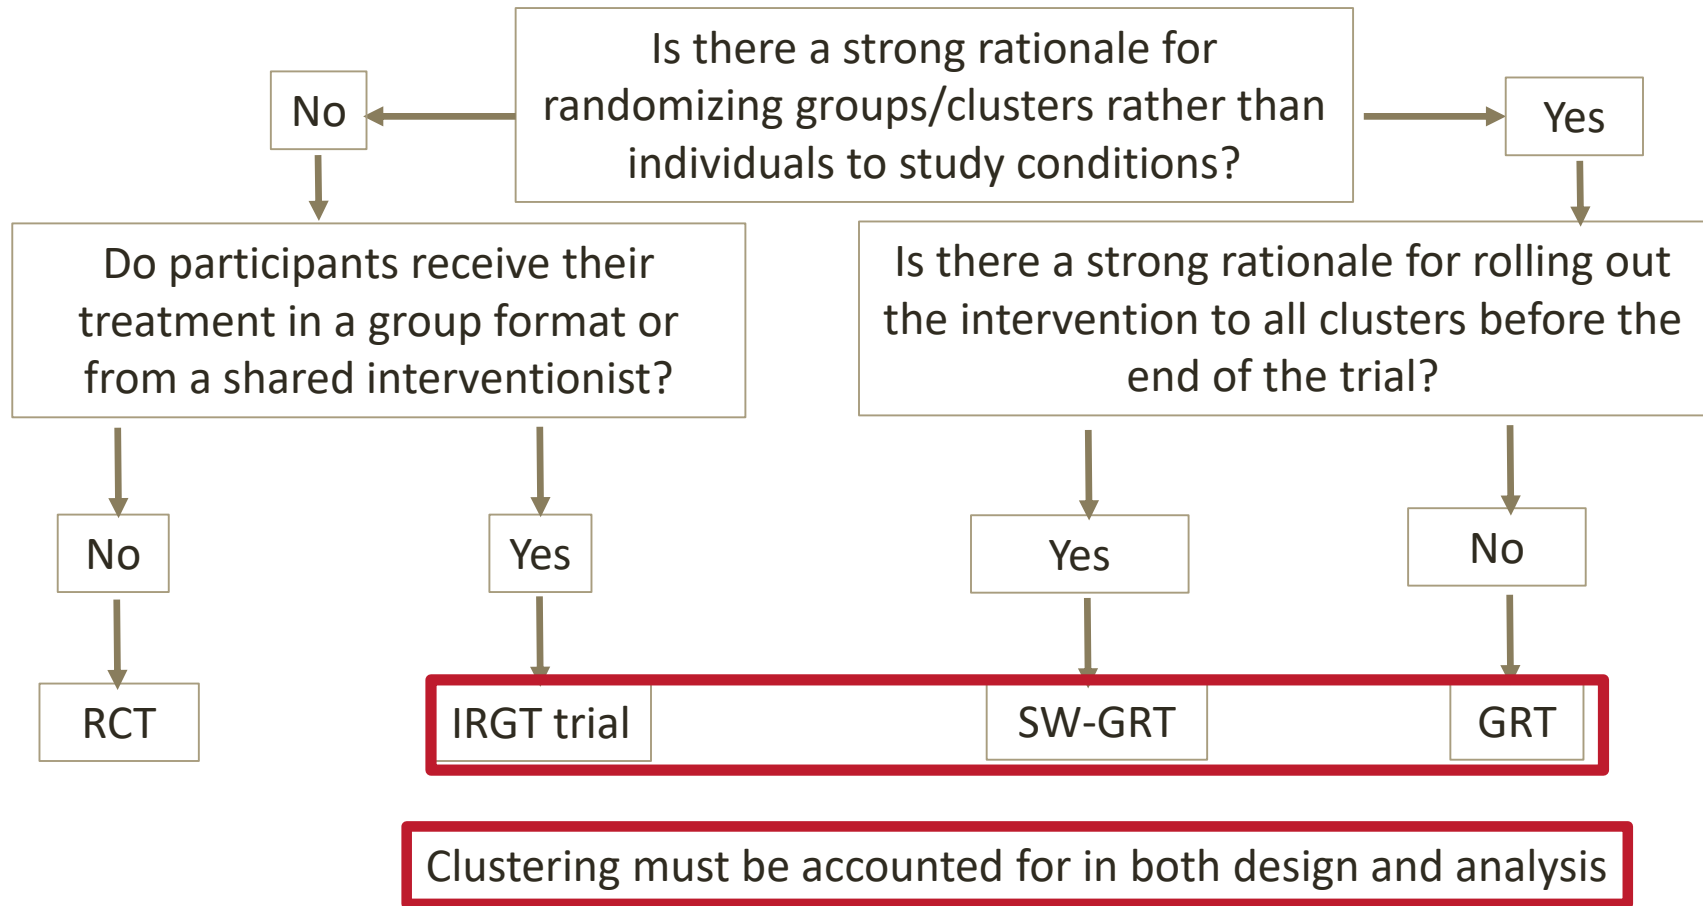 Is there a strong rationale for
randomizing groups/clusters rather than
individuals to study conditions?
No
Yes
Do participants receive their
treatment in a group format or
from a shared interventionist?
Is there a strong rationale for rolling out
the intervention to all clusters before the
end of the trial?
No
Yes
Yes
No
RCT
IRGT trial
SW-GRT
GRT
Clustering must be accounted for in both design and analysis